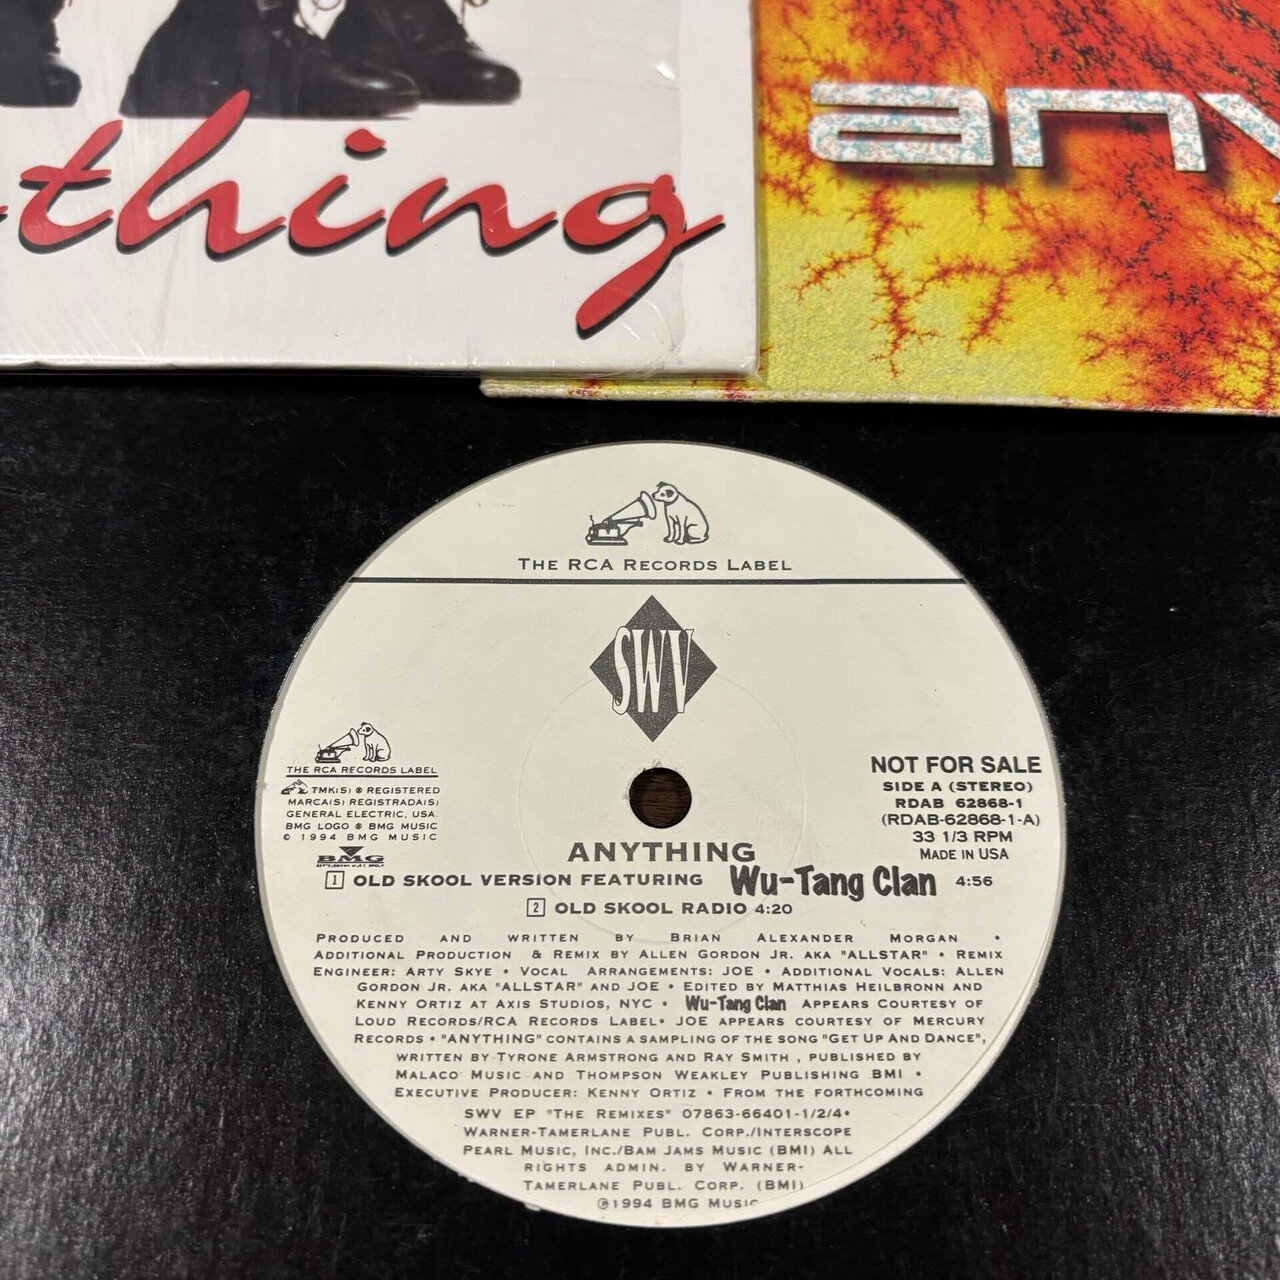 thing
any
THE RCA RECORDS LABEL
SWV
THE RCA RECORDS LABEL
TMK(S) ® REGISTERED
MARCA(S) REGISTRADA(S)
GENERAL ELECTRIC, USA.
BMG LOGO ® BMG MUSIC
© 1994 BMG MUSIC
BMG
NOT FOR SALE
SIDE A (STEREO)
RDAB 62868-1
(RDAB-62868-1-A)
33 1/3 RPM
MADE IN USA
ANYTHING
1 OLD SKOOL VERSION FEATURING Wu-Tang Clan 4:56
2 OLD SKOOL RADIO 4:20
PRODUCED AND WRITTEN BY BRIAN ALEXANDER MORGAN •
ADDITIONAL PRODUCTION & REMIX BY ALLEN GORDON JR. AKA "ALLSTAR" • REMIX
ENGINEER: ARTY SKYE • VOCAL ARRANGEMENTS: JOE • ADDITIONAL VOCALS: ALLEN
GORDON JR. AKA "ALLSTAR" AND JOE • EDITED BY MATTHIAS HEILBRONN AND
KENNY ORTIZ AT AXIS STUDIOS, NYC • Wu-Tang Clan APPEARS COURTESY OF
LOUD RECORDS/RCA RECORDS LABEL• JOE APPEARS COURTESY OF MERCURY
RECORDS • "ANYTHING" CONTAINS A SAMPLING OF THE SONG "GET UP AND DANCE",
WRITTEN BY TYRONE ARMSTRONG AND RAY SMITH , PUBLISHED BY
MALACO MUSIC AND THOMPSON WEAKLEY PUBLISHING BMI •
EXECUTIVE PRODUCER: KENNY ORTIZ • FROM THE FORTHCOMING
SWV EP "THE REMIXES" 07863-66401-1/2/4•
WARNER-TAMERLANE PUBL. CORP./INTERSCOPE
PEARL MUSIC, INC./BAM JAMS MUSIC (BMI) ALL
RIGHTS ADMIN. BY WARNER-
TAMERLANE PUBL. CORP. (BMI)
℗1994 BMG MUSIC